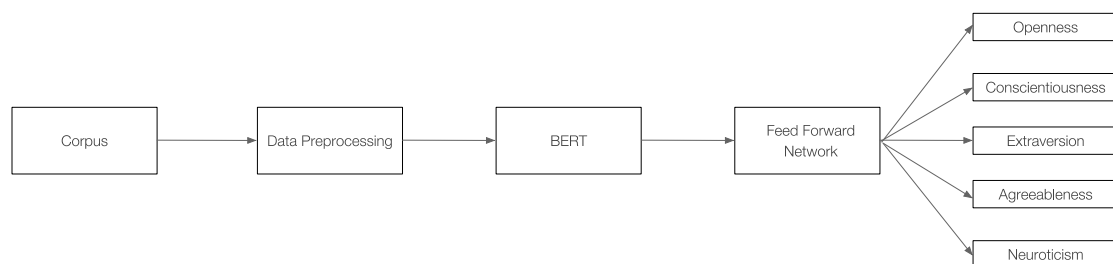 Corpus
Data Preprocessing
BERT
Feed Forward
Network
Openness
Conscientiousness
Extraversion
Agreeableness
Neuroticism